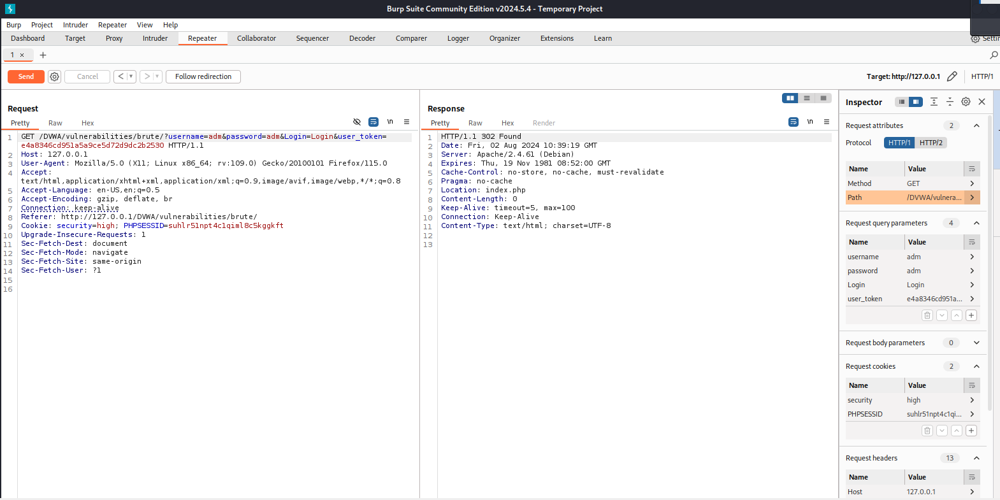 Burp Suite Community Edition v2024.5.4 - Temporary Project
Burp Project Intruder Repeater View Help
Dashboard Target Proxy Intruder Repeater Collaborator Sequencer Decoder Comparer Logger Organizer Extensions Learn
1 × +
Send Cancel < > Follow redirection Target: http://127.0.0.1 HTTP/1
Request
Pretty Raw Hex \n
1 GET /DVWA/vulnerabilities/brute/?username=adm&password=adm&Login=Login&user_token=
e4a8346cd951a5a9ce5d72d9dc2b2530 HTTP/1.1
2 Host: 127.0.0.1
3 User-Agent: Mozilla/5.0 (X11; Linux x86_64; rv:109.0) Gecko/20100101 Firefox/115.0
4 Accept:
text/html,application/xhtml+xml,application/xml;q=0.9,image/avif,image/webp,*/*;q=0.8
5 Accept-Language: en-US,en;q=0.5
6 Accept-Encoding: gzip, deflate, br
7 Connection: keep-alive
8 Referer: http://127.0.0.1/DVWA/vulnerabilities/brute/
9 Cookie: security=high; PHPSESSID=suhlr51npt4c1qiml8c5kggkft
10 Upgrade-Insecure-Requests: 1
11 Sec-Fetch-Dest: document
12 Sec-Fetch-Mode: navigate
13 Sec-Fetch-Site: same-origin
14 Sec-Fetch-User: ?1
15
16
Response
Pretty Raw Hex Render \n
1 HTTP/1.1 302 Found
2 Date: Fri, 02 Aug 2024 10:39:19 GMT
3 Server: Apache/2.4.61 (Debian)
4 Expires: Thu, 19 Nov 1981 08:52:00 GMT
5 Cache-Control: no-store, no-cache, must-revalidate
6 Pragma: no-cache
7 Location: index.php
8 Content-Length: 0
9 Keep-Alive: timeout=5, max=100
10 Connection: Keep-Alive
11 Content-Type: text/html; charset=UTF-8
12
13
Inspector
Request attributes 2
Protocol HTTP/1 HTTP/2
Name Value
Method GET
Path /DVWA/vulnera...
Request query parameters 4
Name Value
username adm
password adm
Login Login
user_token e4a8346cd951a...
Request body parameters 0
Request cookies 2
Name Value
security high
PHPSESSID suhlr51npt4c1qi...
Request headers 13
Name Value
Host 127.0.0.1